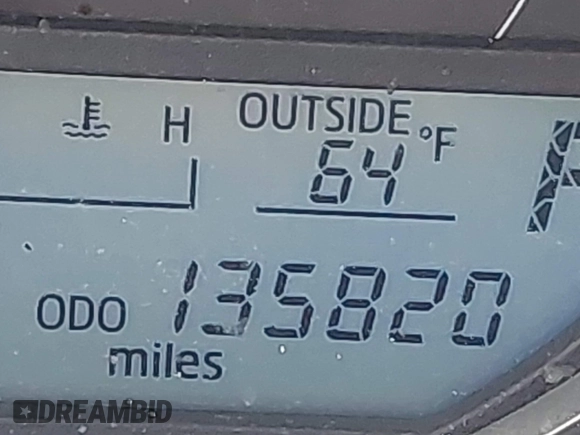 H OUTSIDE
64 °F
ODO 135820
miles
DREAMBID